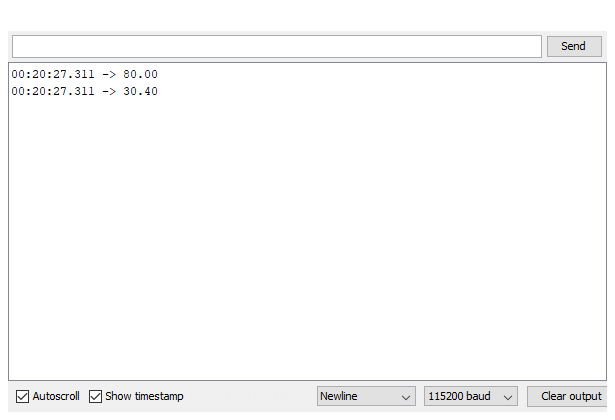 Send
00:20:27.311 -> 80.00
00:20:27.311 -> 30.40
Autoscroll Show timestamp Newline 115200 baud Clear output